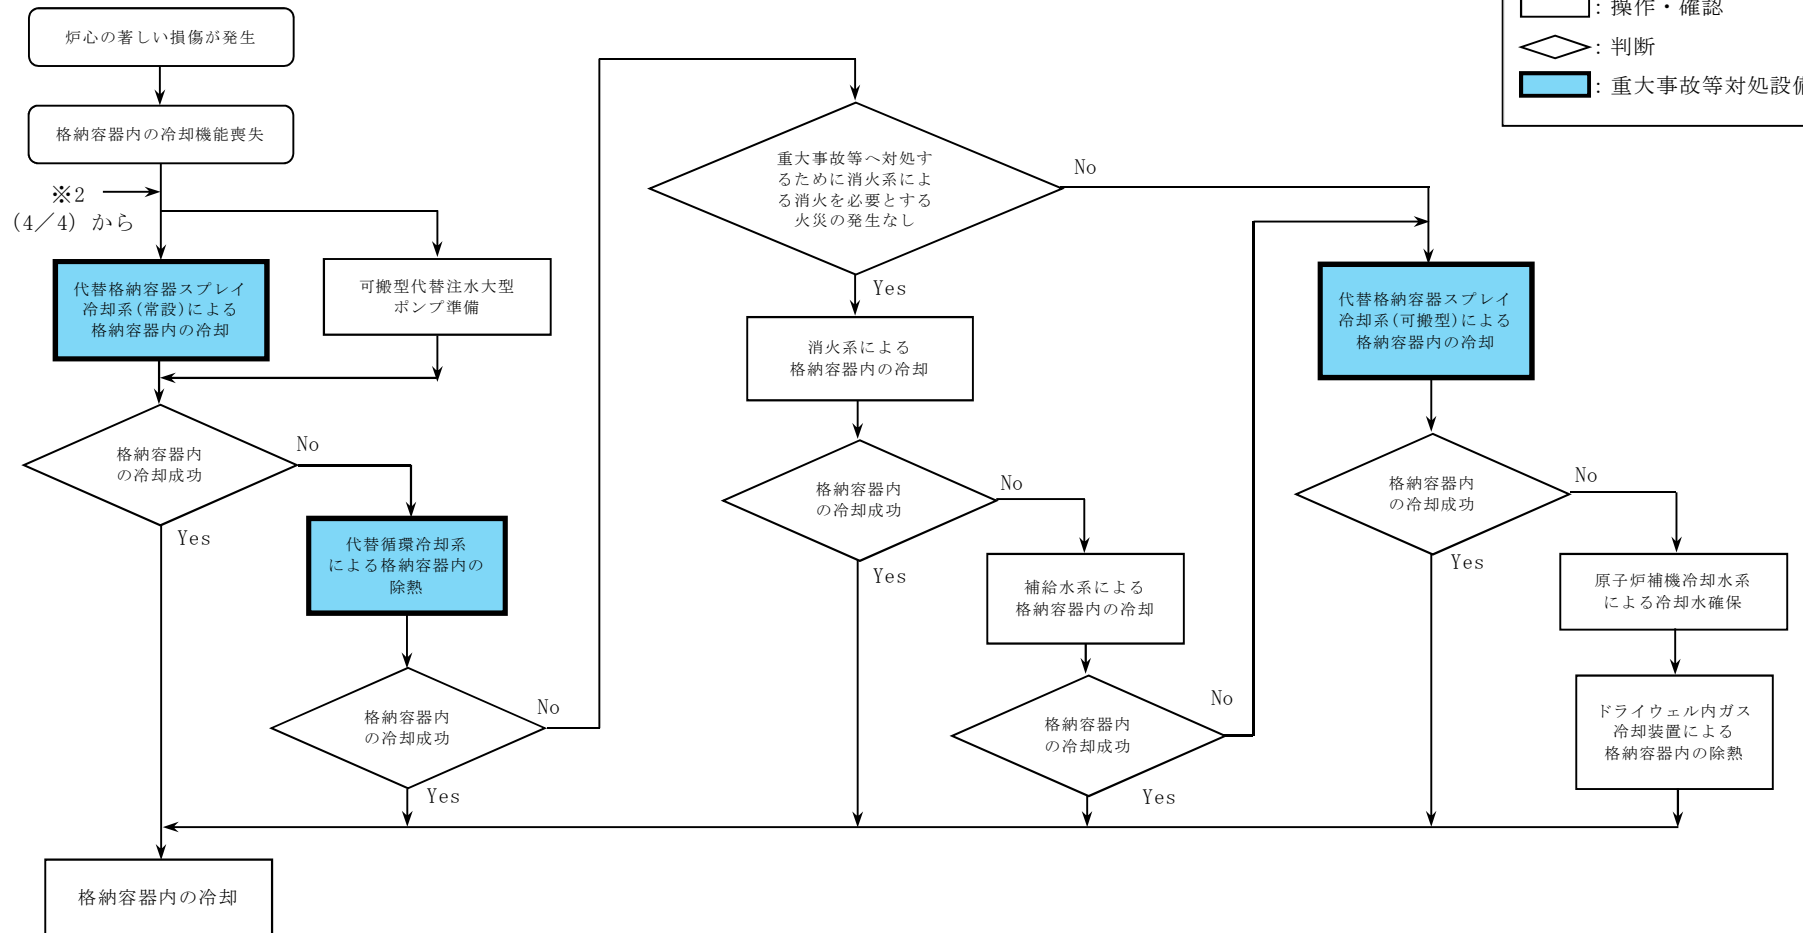 炉心の著しい損傷が発生
格納容器内の冷却機能喪失
※2
(4/4) から
代替格納容器スプレイ
冷却系(常設)による
格納容器内の冷却
可搬型代替注水大型
ポンプ準備
格納容器内
の冷却成功
No
Yes
代替循環冷却系
による格納容器内の
除熱
格納容器内
の冷却成功
No
Yes
格納容器内の冷却
重大事故等へ対処す
るために消火系によ
る消火を必要とする
火災の発生なし
No
Yes
消火系による
格納容器内の冷却
格納容器内
の冷却成功
No
Yes
補給水系による
格納容器内の冷却
格納容器内
の冷却成功
No
Yes
代替格納容器スプレイ
冷却系(可搬型)による
格納容器内の冷却
格納容器内
の冷却成功
No
Yes
原子炉補機冷却水系
による冷却水確保
ドライウェル内ガス
冷却装置による
格納容器内の除熱
: 操作・確認
: 判断
: 重大事故等対処設備